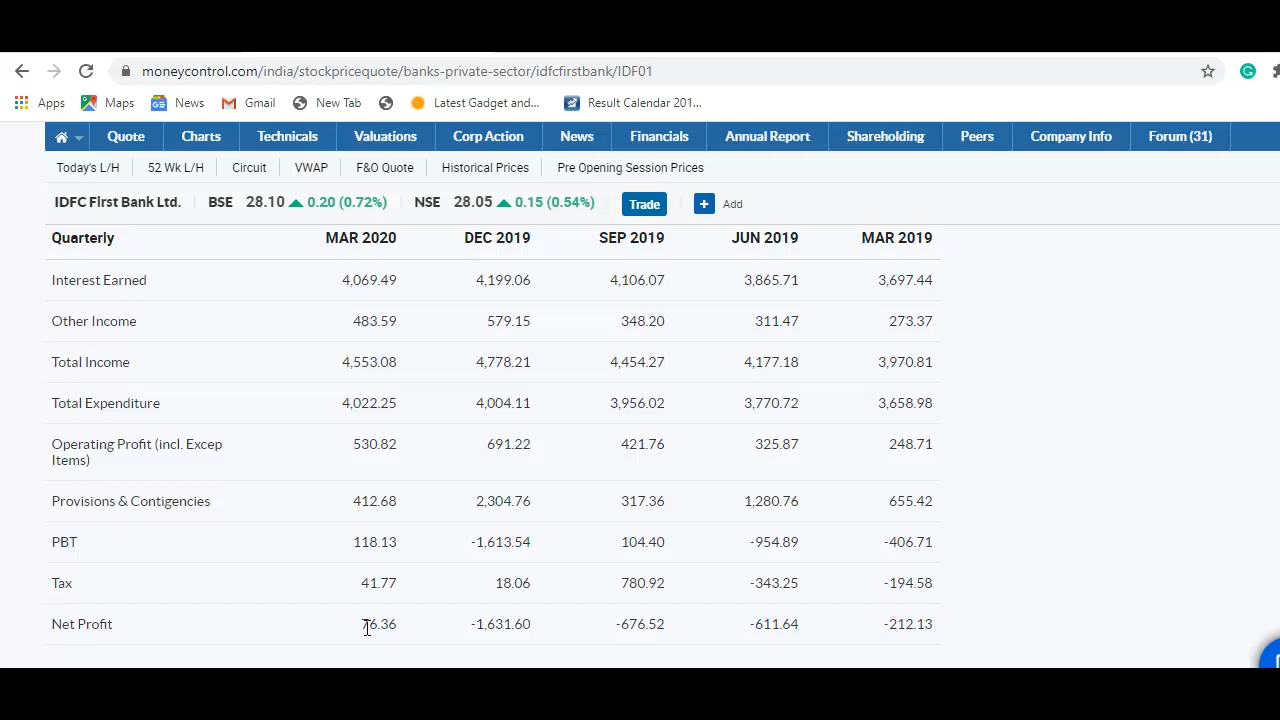 moneycontrol.com/india/stockpricequote/banks-private-sector/idfcfirstbank/IDF01
Apps Maps News Gmail New Tab Latest Gadget and... Result Calendar 201...
Quote Charts Technicals Valuations Corp Action News Financials Annual Report Shareholding Peers Company Info Forum (31)
Today's L/H 52 Wk L/H Circuit VWAP F&O Quote Historical Prices Pre Opening Session Prices
IDFC First Bank Ltd. BSE 28.10 0.20 (0.72%) NSE 28.05 0.15 (0.54%) Trade + Add
Quarterly MAR 2020 DEC 2019 SEP 2019 JUN 2019 MAR 2019
Interest Earned 4,069.49 4,199.06 4,106.07 3,865.71 3,697.44
Other Income 483.59 579.15 348.20 311.47 273.37
Total Income 4,553.08 4,778.21 4,454.27 4,177.18 3,970.81
Total Expenditure 4,022.25 4,004.11 3,956.02 3,770.72 3,658.98
Operating Profit (incl. Excep 530.82 691.22 421.76 325.87 248.71
Items)
Provisions & Contigencies 412.68 2,304.76 317.36 1,280.76 655.42
PBT 118.13 -1,613.54 104.40 -954.89 -406.71
Tax 41.77 18.06 780.92 -343.25 -194.58
Net Profit 76.36 -1,631.60 -676.52 -611.64 -212.13